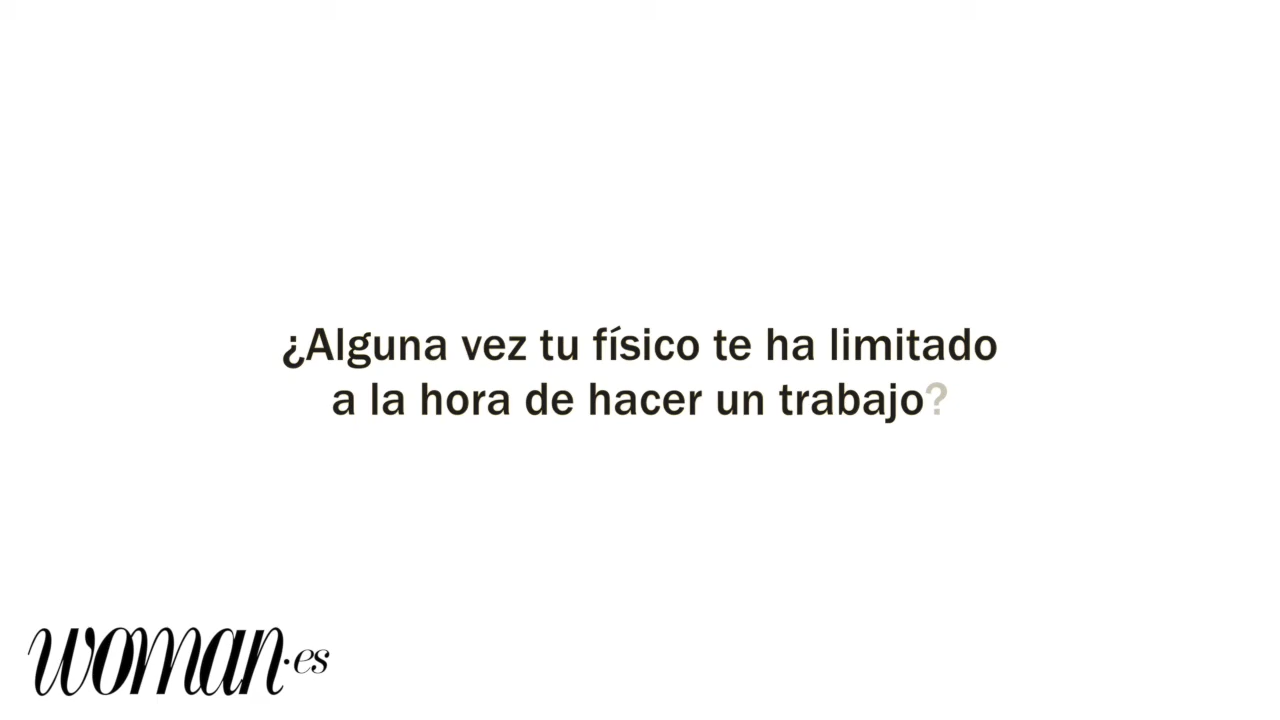 ¿Alguna vez tu físico te ha limitado
a la hora de hacer un trabajo?
woman.es